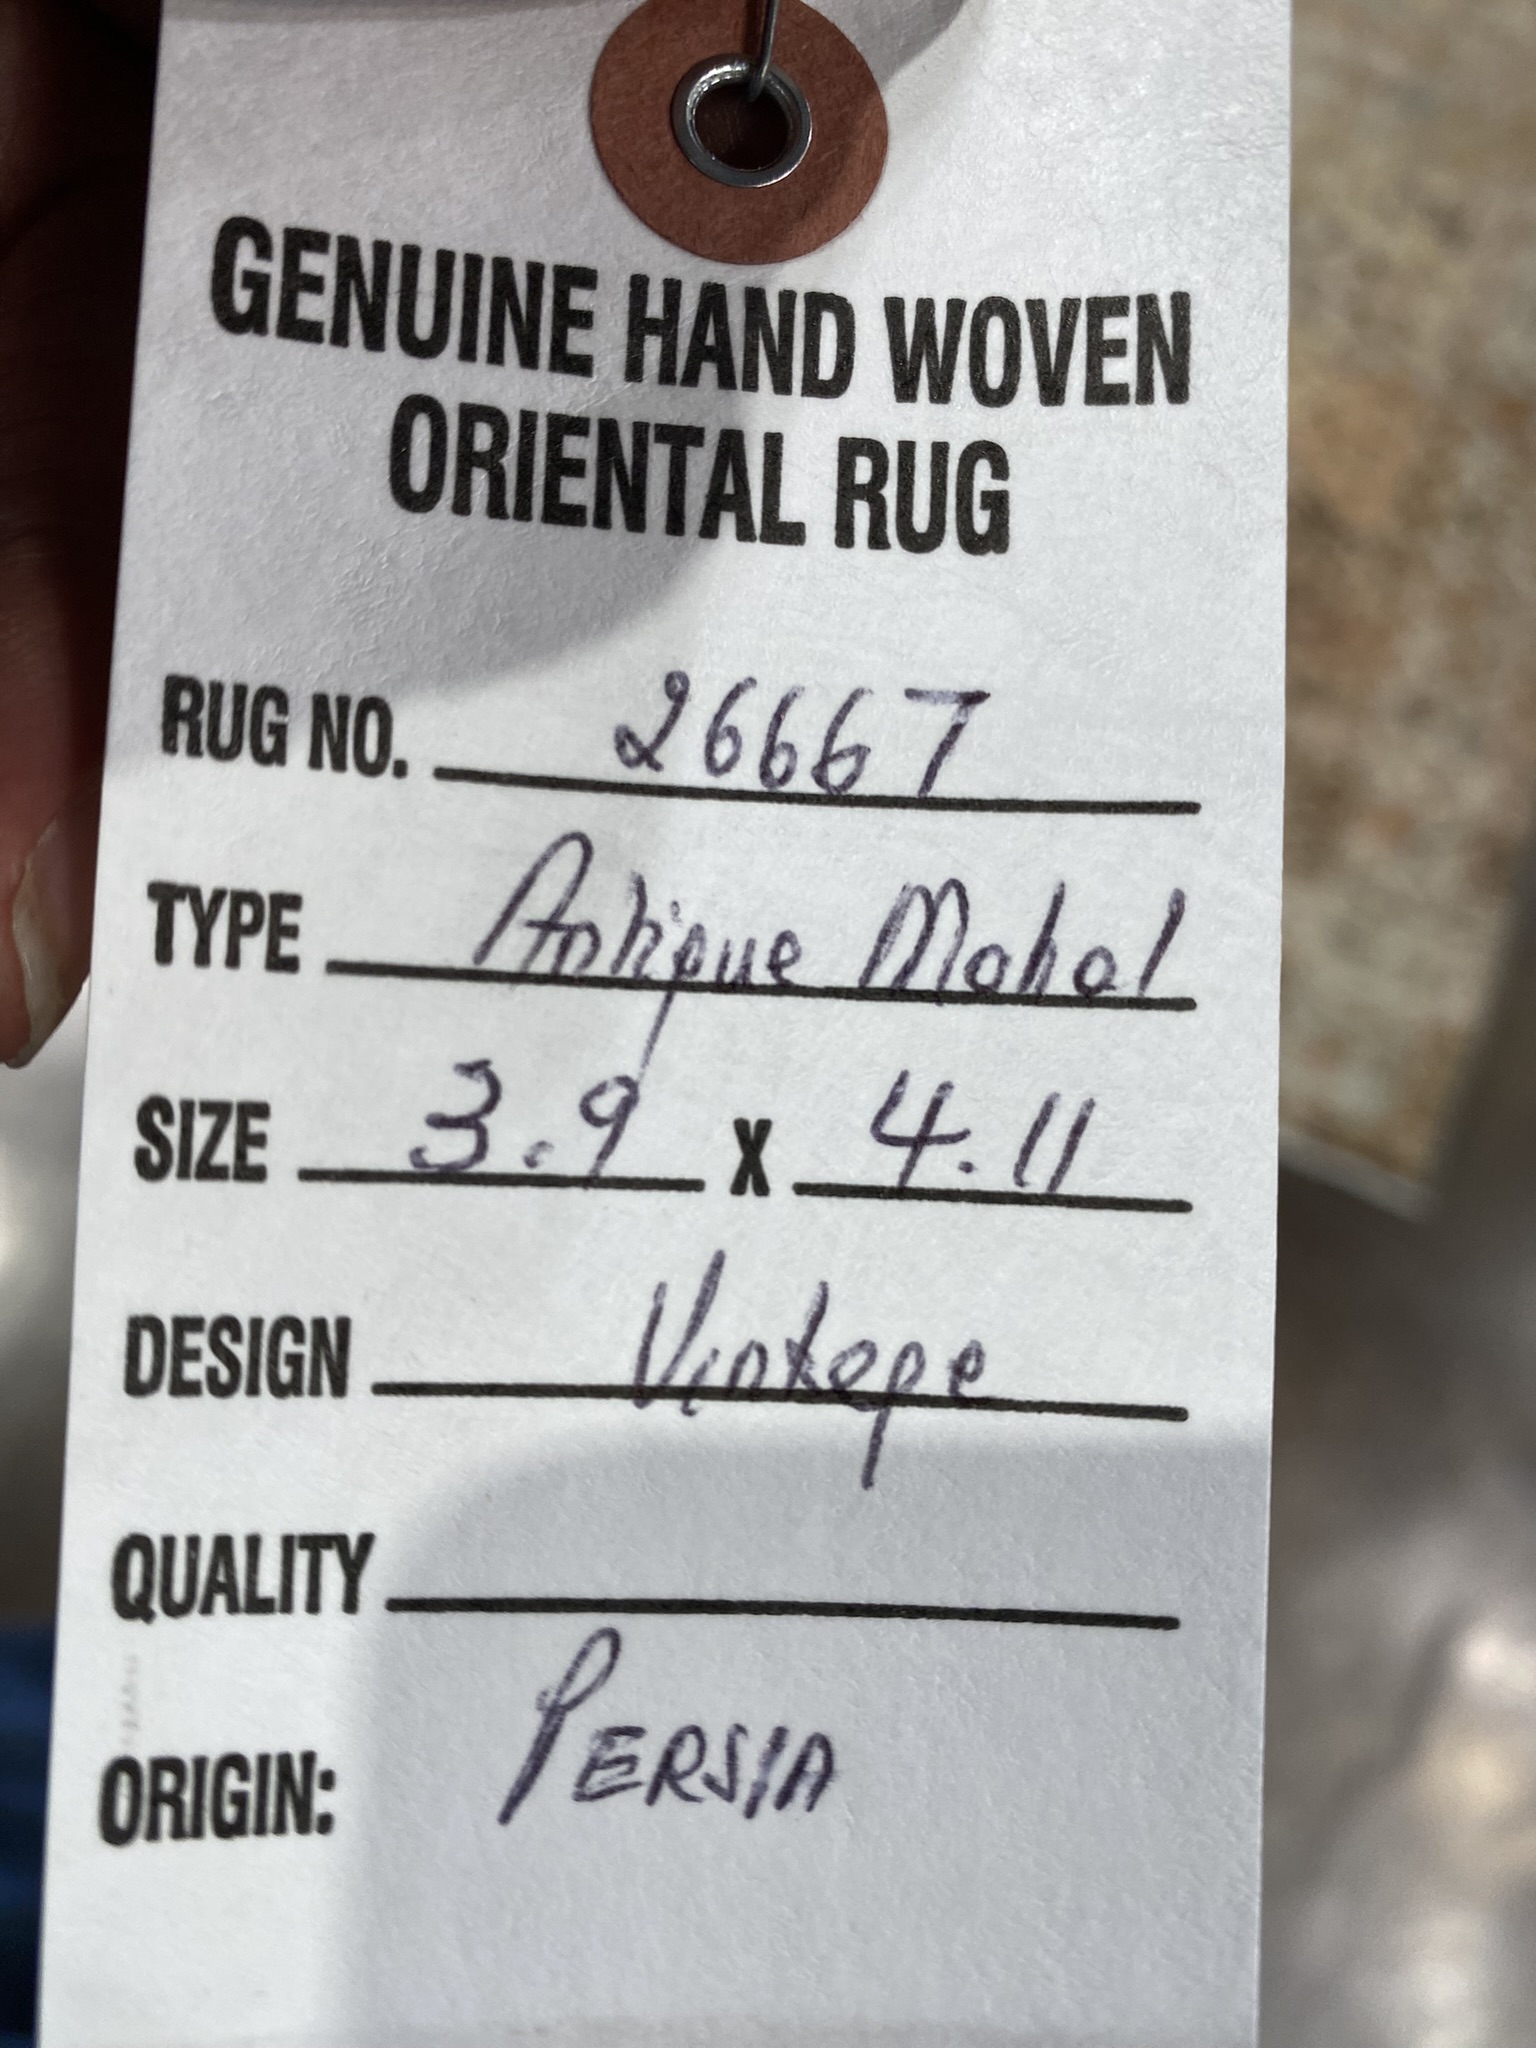 GENUINE HAND WOVEN
ORIENTAL RUG
RUG NO. 26667
TYPE Antique Mahal
SIZE 3.9 X 4.11
DESIGN Vintage
QUALITY
ORIGIN: PERSIA